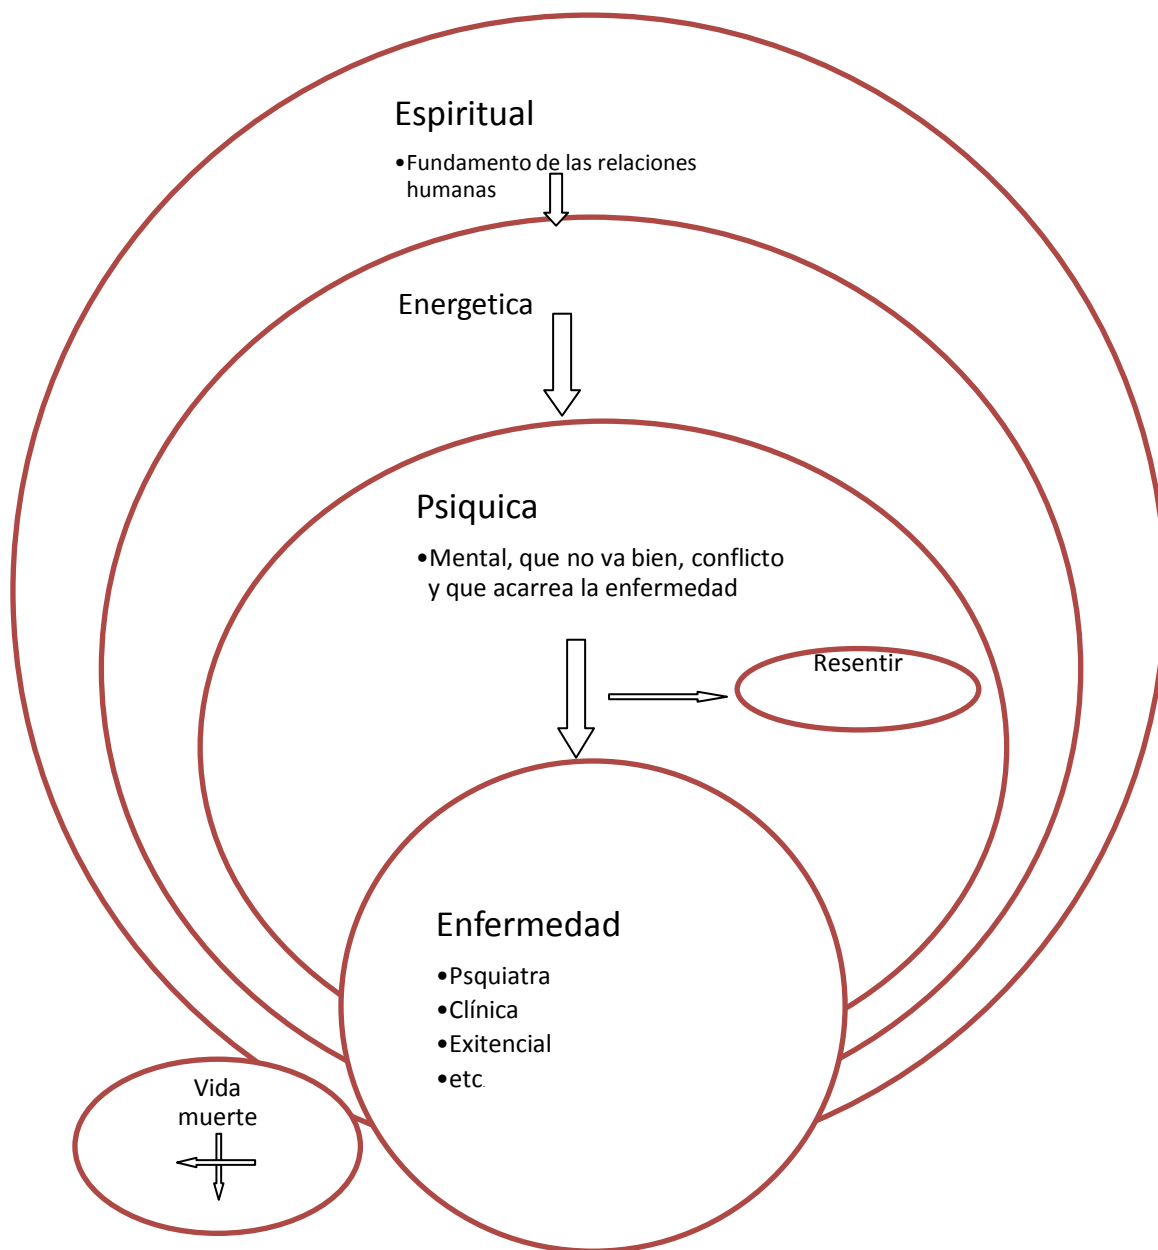 Espiritual
•Fundamento de las relaciones
humanas
Energetica
Psiquica
•Mental, que no va bien, conflicto
y que acarrea la enfermedad
Resentir
Enfermedad
•Psquiatra
•Clínica
•Exitencial
•etc.
Vida
muerte